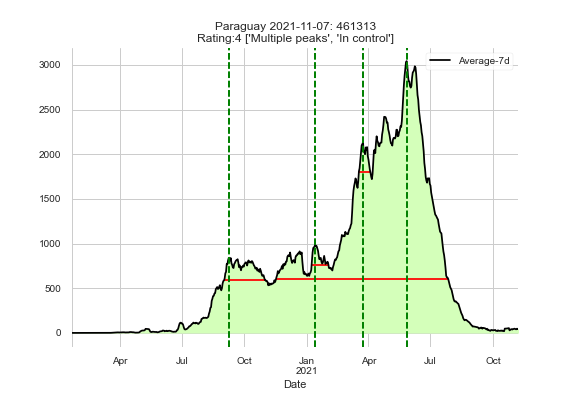 Paraguay 2021-11-07: 461313
Rating:4 ['Multiple peaks', 'In control']
Average-7d
3000
2500
2000
1500
1000
500
0
Apr Jul Oct Jan Apr Jul Oct
2021
Date